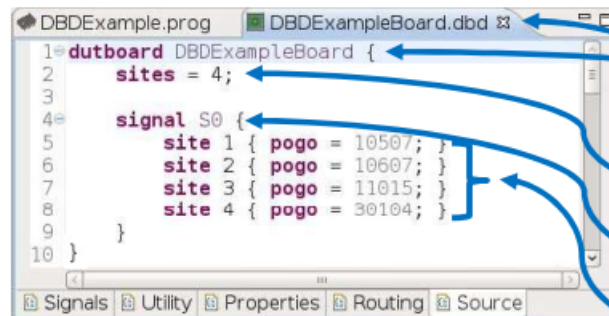 DBDExample.prog DBDExampleBoard.dbd
1 dutboard DBDExampleBoard {
2 sites = 4;
3
4 signal S0 {
5 site 1 { pogo = 10507; }
6 site 2 { pogo = 10607; }
7 site 3 { pogo = 11015; }
8 site 4 { pogo = 30104; }
9 }
10 }
Signals Utility Properties Routing Source